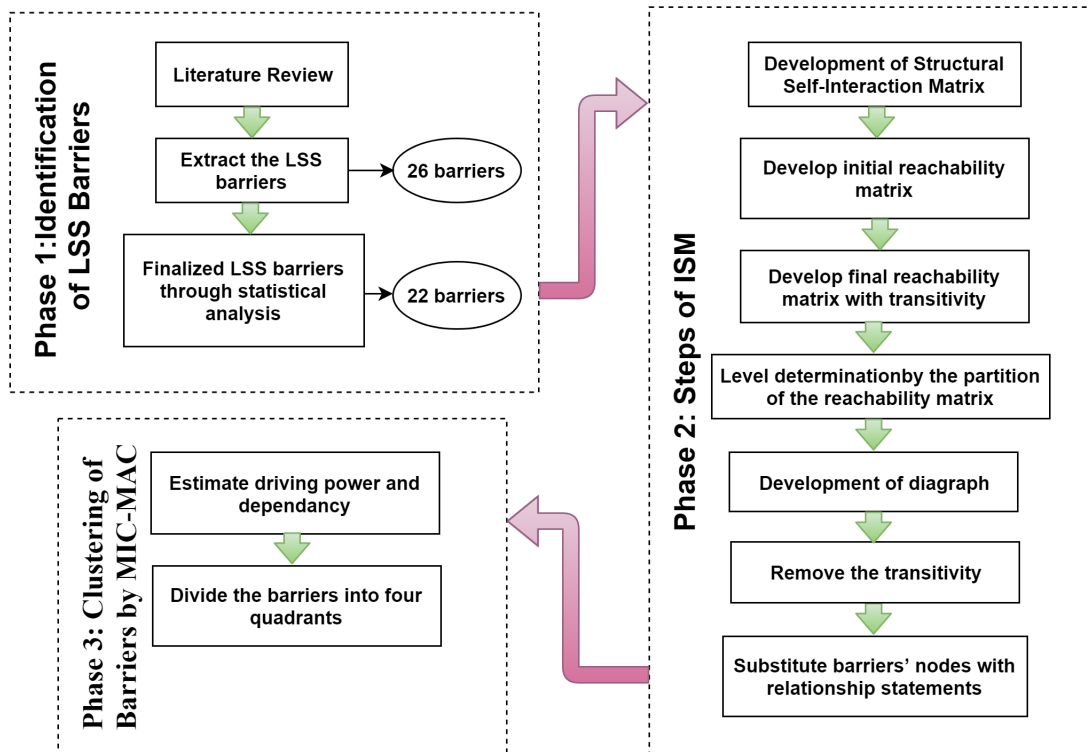 Phase 1:Identification
of LSS Barriers
Literature Review
Extract the LSS
barriers
26 barriers
Finalized LSS barriers
through statistical
analysis
22 barriers
Phase 2: Steps of ISM
Development of Structural
Self-Interaction Matrix
Develop initial reachability
matrix
Develop final reachability
matrix with transitivity
Level determinationby the partition
of the reachability matrix
Development of diagraph
Remove the transitivity
Substitute barriers’ nodes with
relationship statements
Phase 3: Clustering of
Barriers by MIC-MAC
Estimate driving power and
dependancy
Divide the barriers into four
quadrants